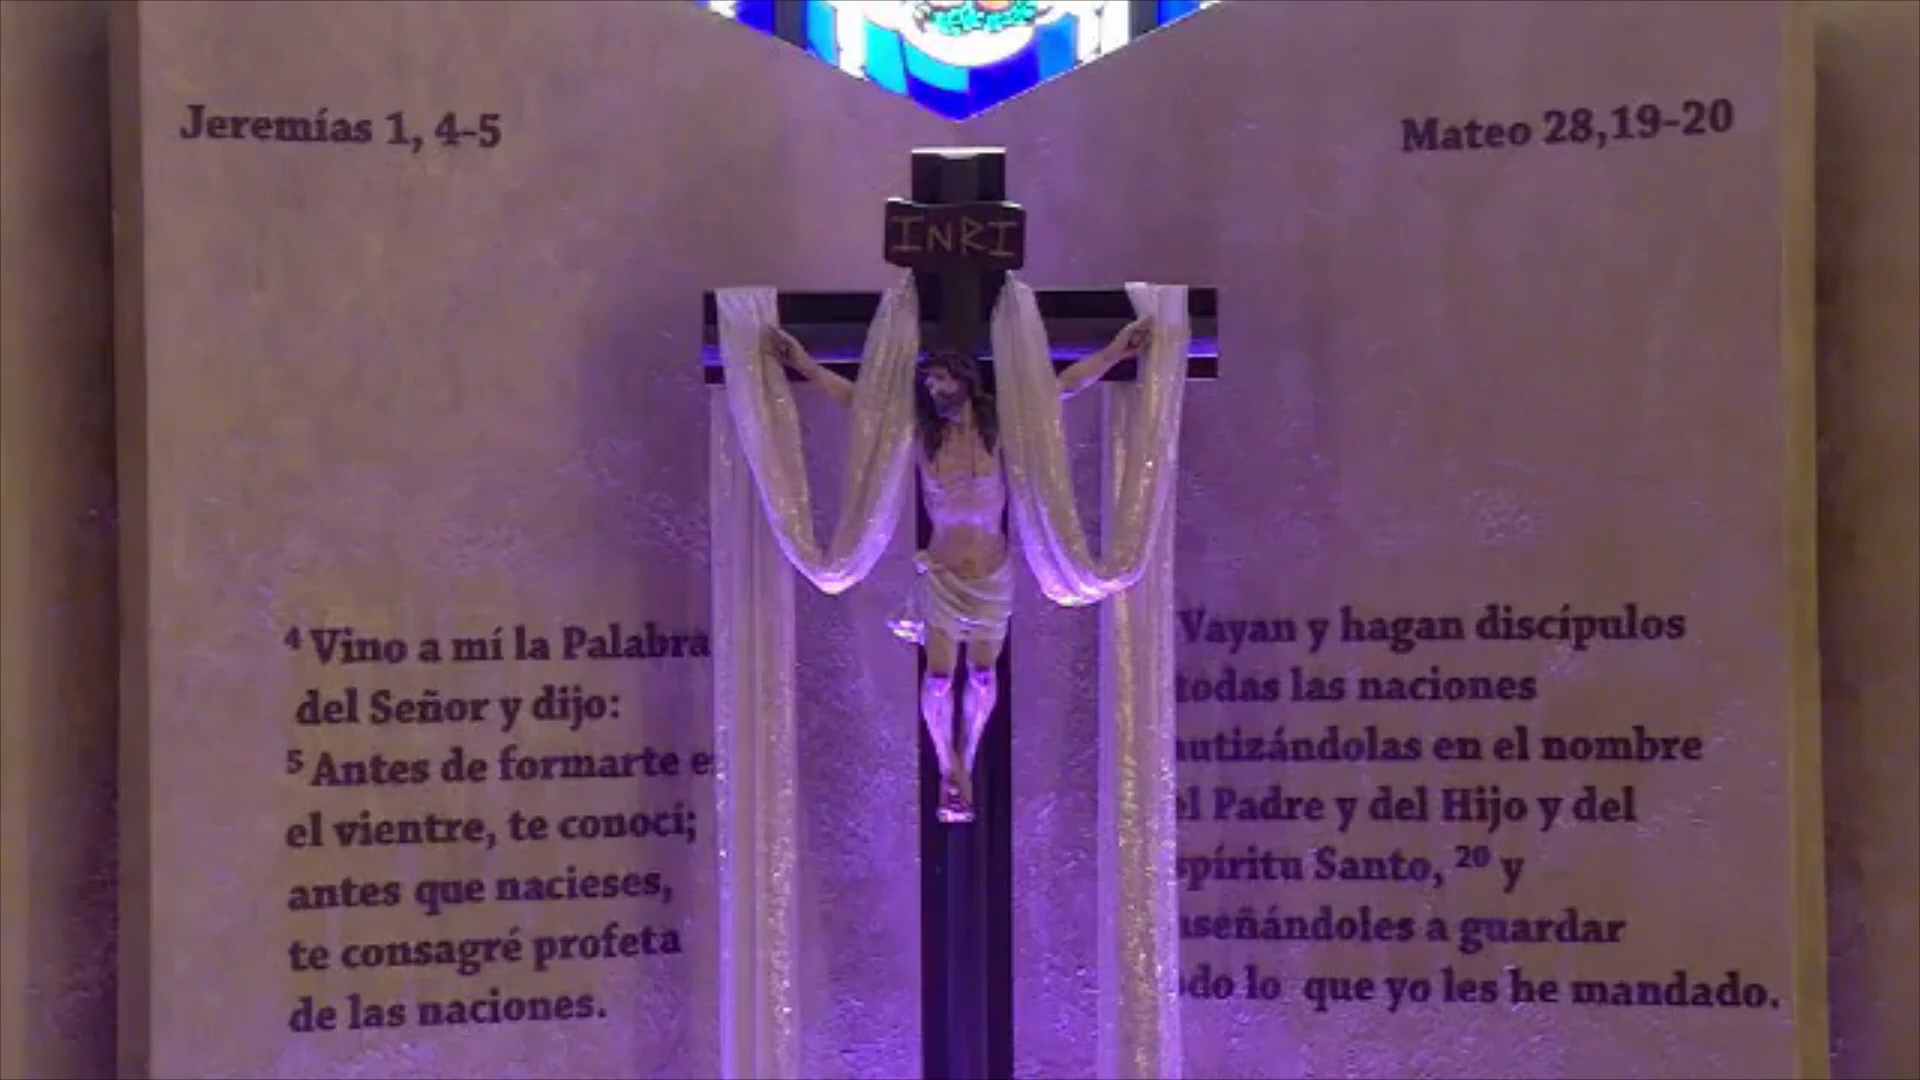 Jeremías 1, 4-5
Mateo 28,19-20
INRI
4 Vino a mí la Palabra
del Señor y dijo:
5 Antes de formarte
el vientre, te conocí;
antes que nacieses,
te consagré profeta
de las naciones.
Vayan y hagan discípulos
todas las naciones
en el nombre
Padre y del Hijo y del
Santo, 20 y
a guardar
lo que yo les he mandado.